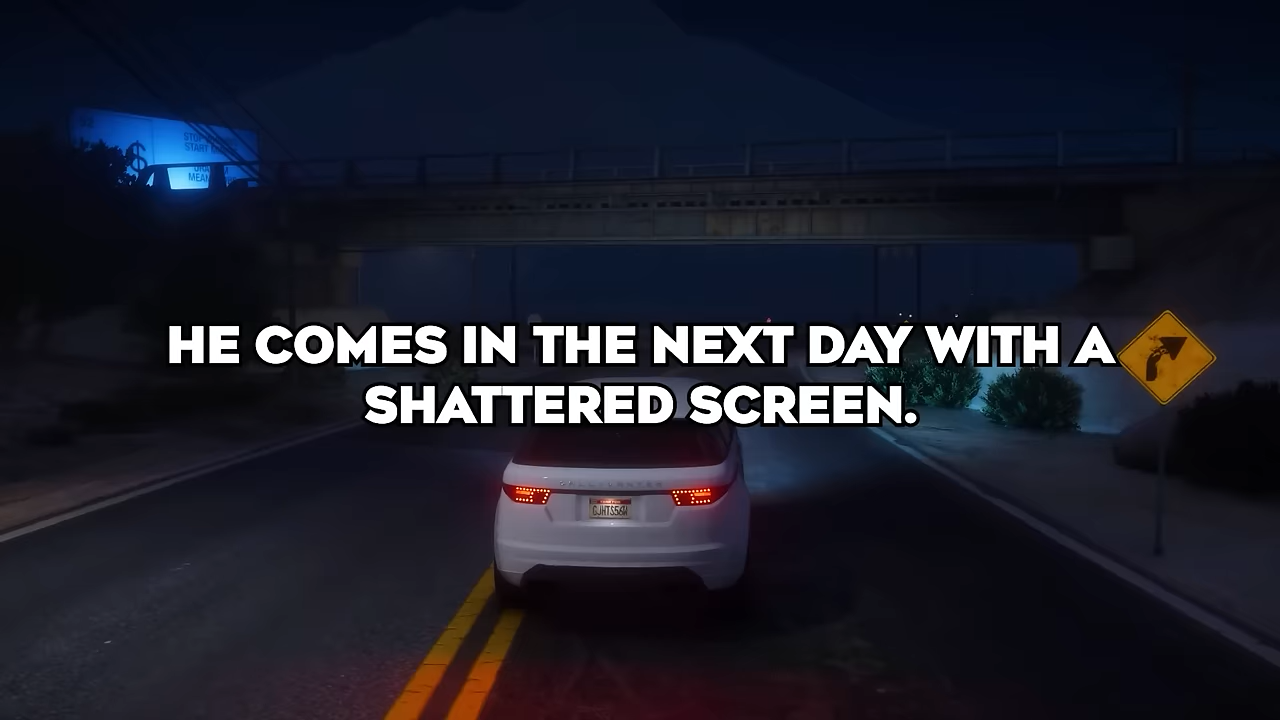 HE COMES IN THE NEXT DAY WITH A
SHATTERED SCREEN.